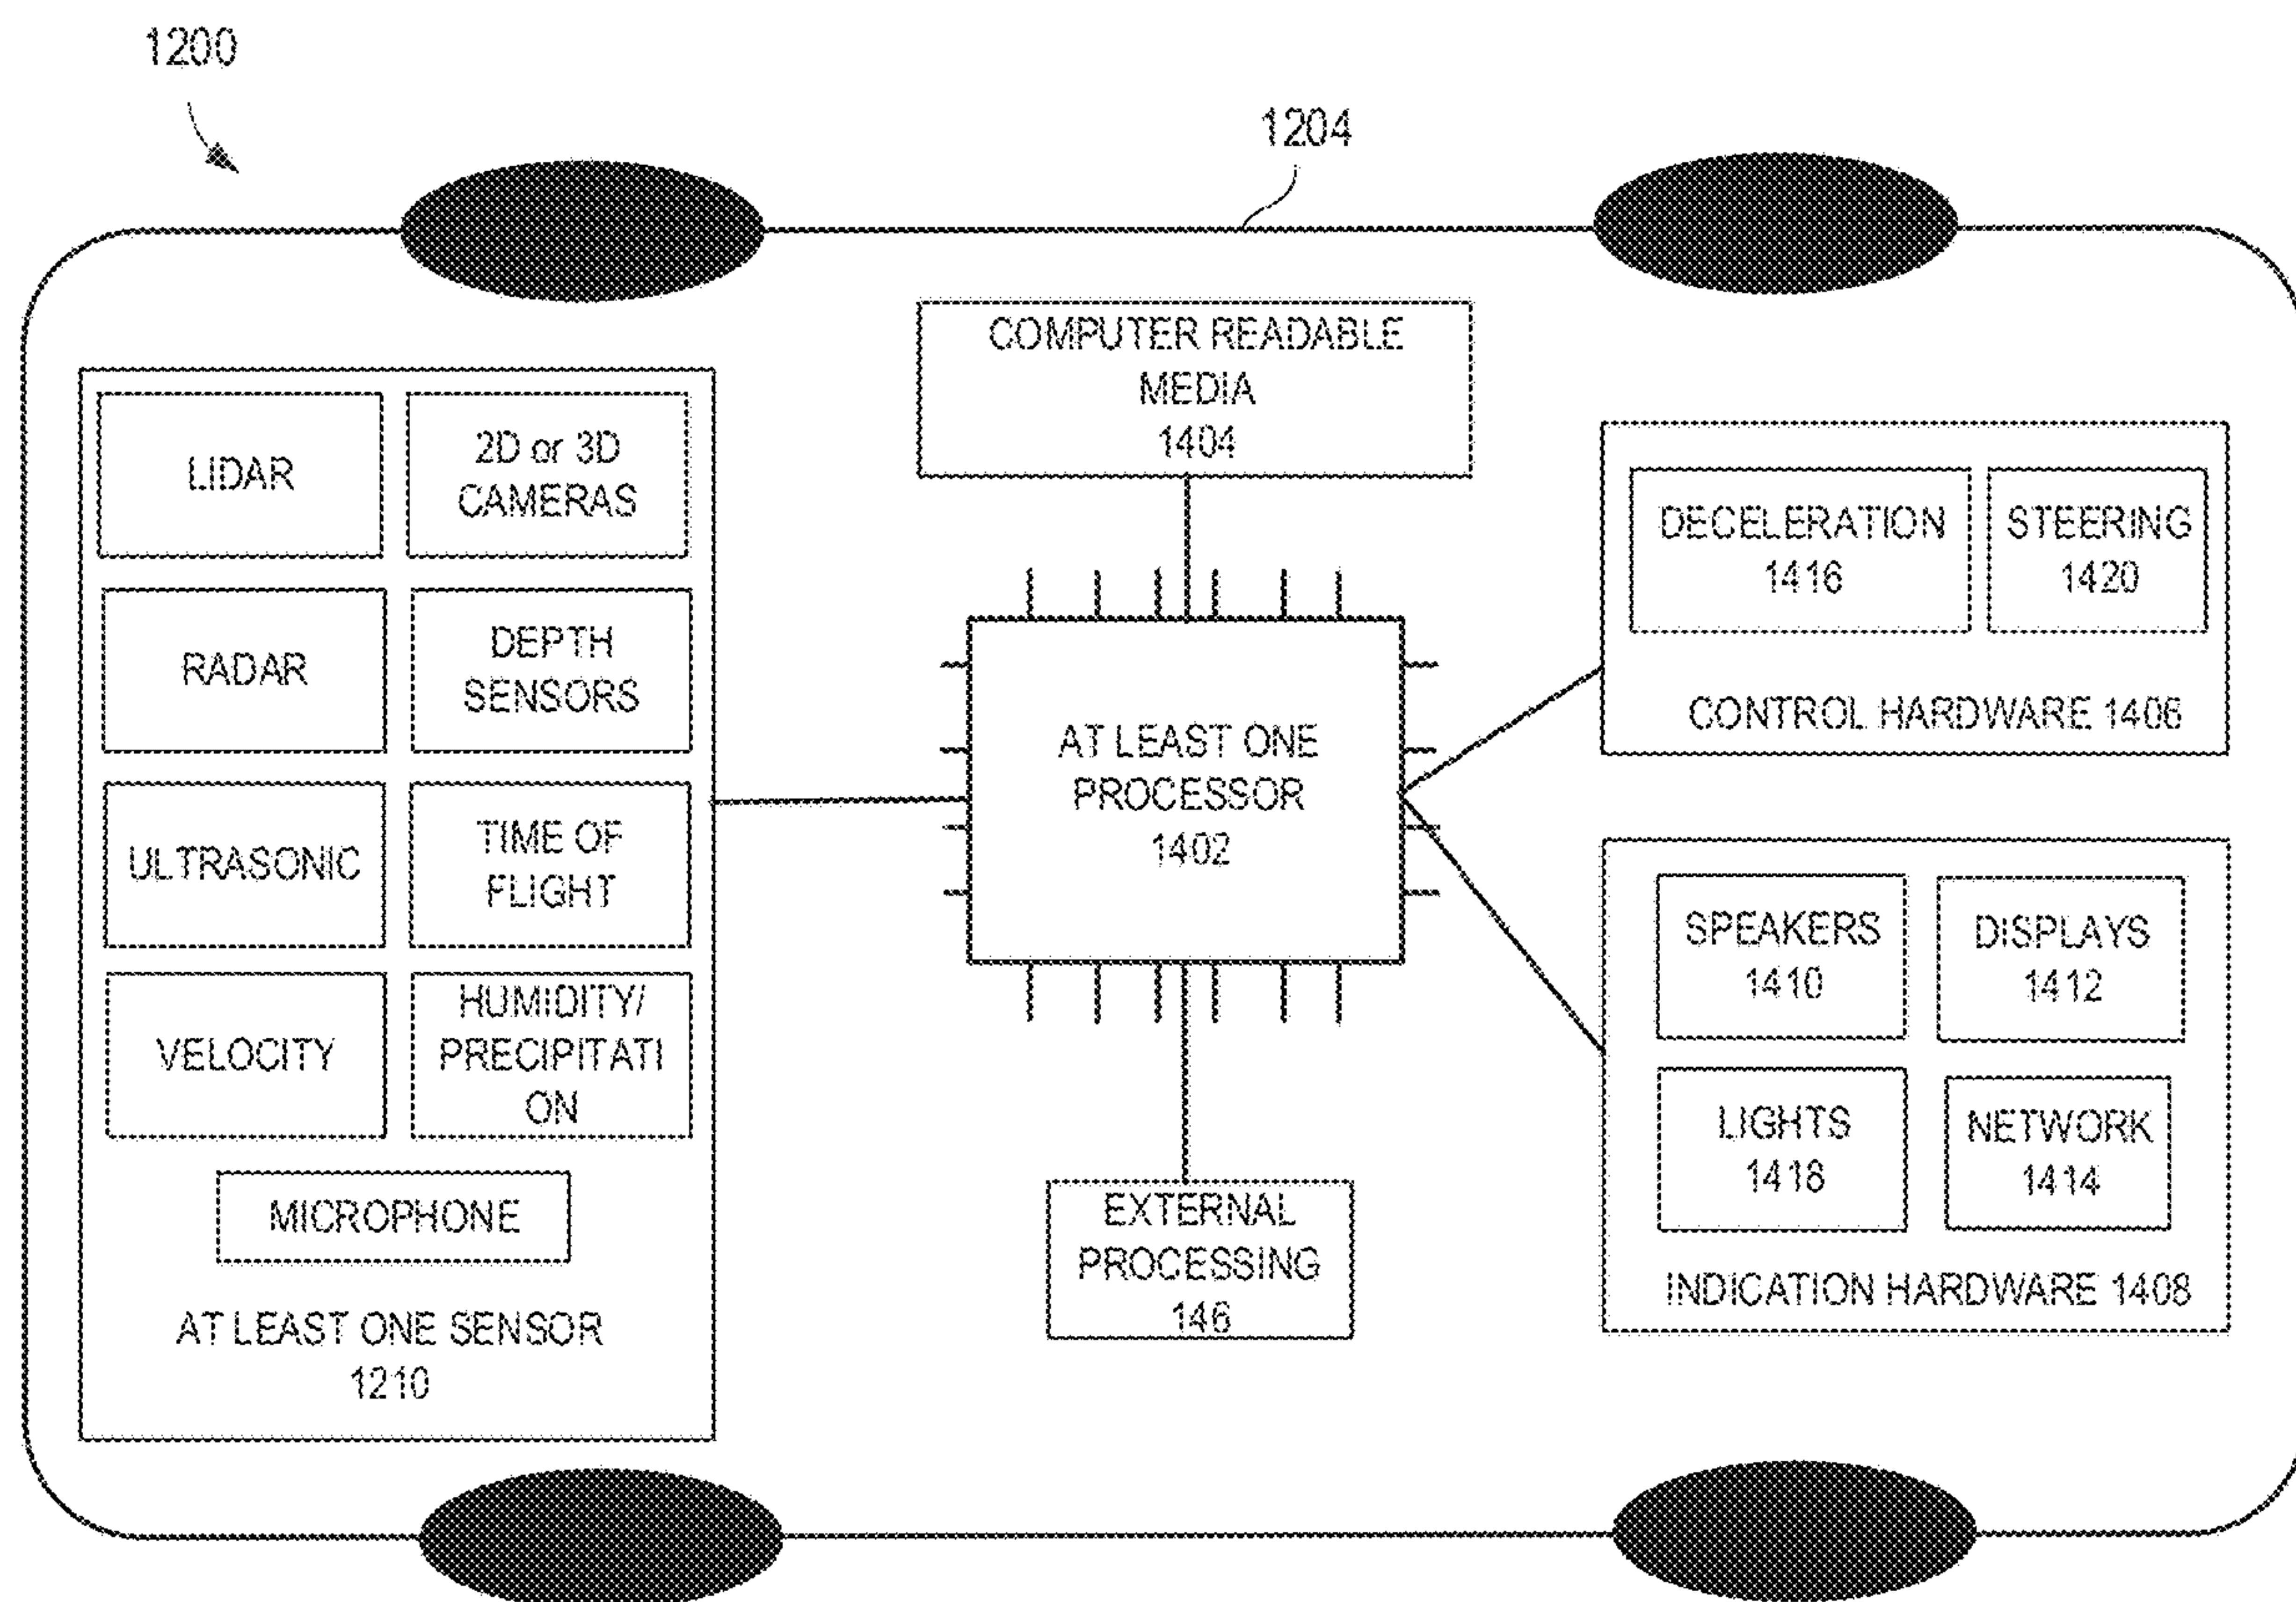 1200
1204
LIDAR
2D or 3D
CAMERAS
RADAR
DEPTH
SENSORS
ULTRASONIC
TIME OF
FLIGHT
VELOCITY
HUMIDITY/
PRECIPITATI
ON
MICROPHONE
AT LEAST ONE SENSOR
1210
COMPUTER READABLE
MEDIA
1404
AT LEAST ONE
PROCESSOR
1402
EXTERNAL
PROCESSING
146
DECELERATION
1416
STEERING
1420
CONTROL HARDWARE 1406
SPEAKERS
1410
DISPLAYS
1412
LIGHTS
1418
NETWORK
1414
INDICATION HARDWARE 1408